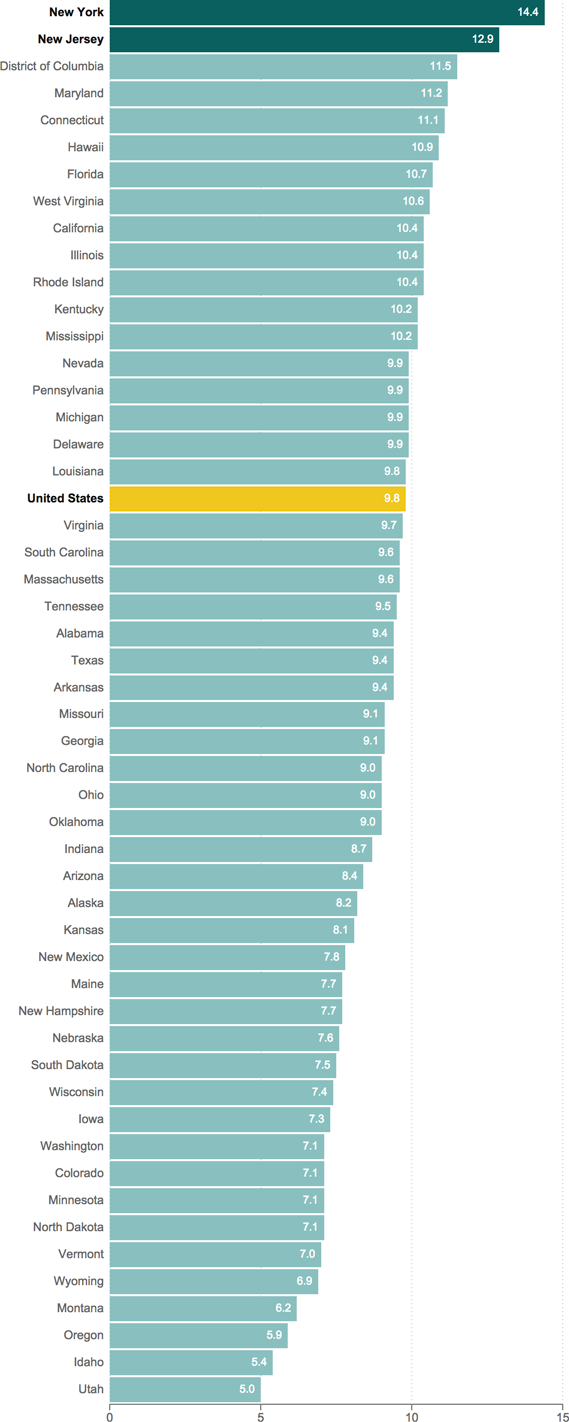 New York 14.4
New Jersey 12.9
District of Columbia 11.5
Maryland 11.2
Connecticut 11.1
Hawaii 10.9
Florida 10.7
West Virginia 10.6
California 10.4
Illinois 10.4
Rhode Island 10.4
Kentucky 10.2
Mississippi 10.2
Nevada 9.9
Pennsylvania 9.9
Michigan 9.9
Delaware 9.9
Louisiana 9.8
United States 9.8
Virginia 9.7
South Carolina 9.6
Massachusetts 9.6
Tennessee 9.5
Alabama 9.4
Texas 9.4
Arkansas 9.4
Missouri 9.1
Georgia 9.1
North Carolina 9.0
Ohio 9.0
Oklahoma 9.0
Indiana 8.7
Arizona 8.4
Alaska 8.2
Kansas 8.1
New Mexico 7.8
Maine 7.7
New Hampshire 7.7
Nebraska 7.6
South Dakota 7.5
Wisconsin 7.4
Iowa 7.3
Washington 7.1
Colorado 7.1
Minnesota 7.1
North Dakota 7.1
Vermont 7.0
Wyoming 6.9
Montana 6.2
Oregon 5.9
Idaho 5.4
Utah 5.0
0 5 10 15